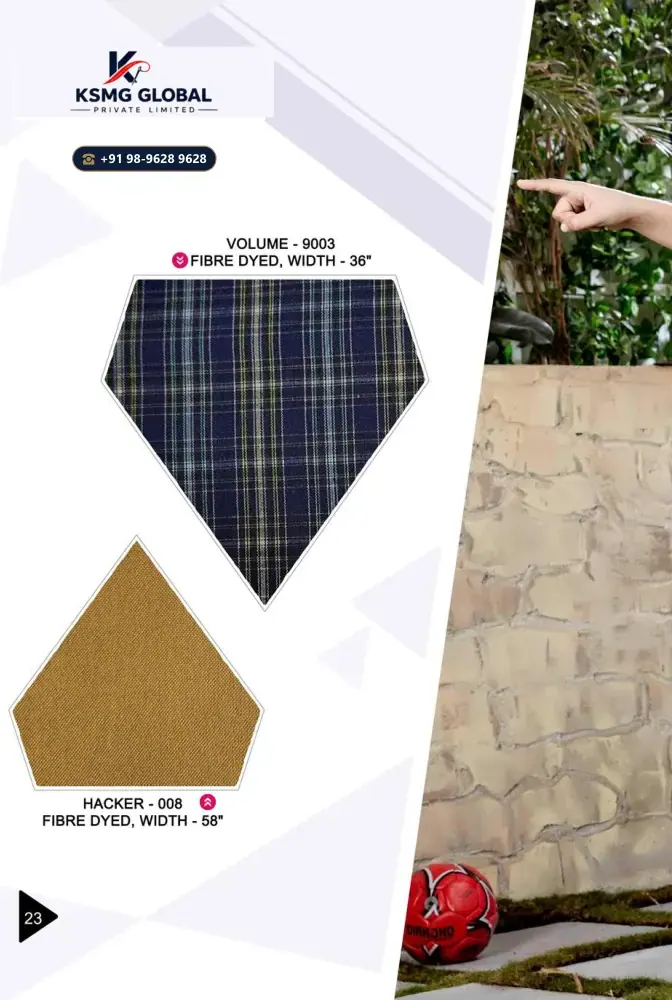 KSMG GLOBAL
PRIVATE LIMITED
+91 98-9628 9628
VOLUME - 9003
FIBRE DYED, WIDTH - 36"
HACKER - 008
FIBRE DYED, WIDTH - 58"
23